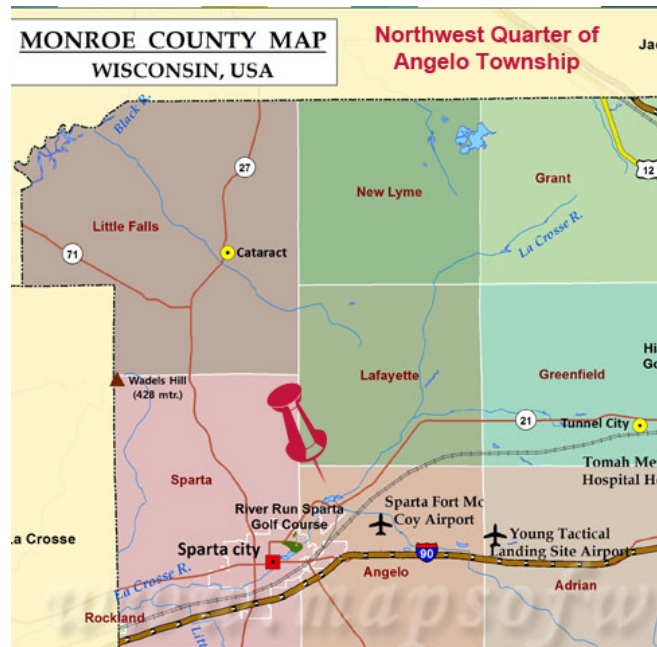 MONROE COUNTY MAP
WISCONSIN, USA
Northwest Quarter of
Angelo Township
Black R.
27
New Lyme
Grant
12
Little Falls
La Crosse R.
71
Cataract
Wadels Hill
(428 mtr.)
Lafayette
Greenfield
21
Tunnel City
Sparta
Tomah Me
Hospital H
River Run Sparta
Golf Course
Sparta Fort Mc
Coy Airport
Young Tactical
Landing Site Airport
a Crosse
Sparta city
90
Angelo
Adrian
La Crosse R.
Rockland
Litt
www.mapsofw